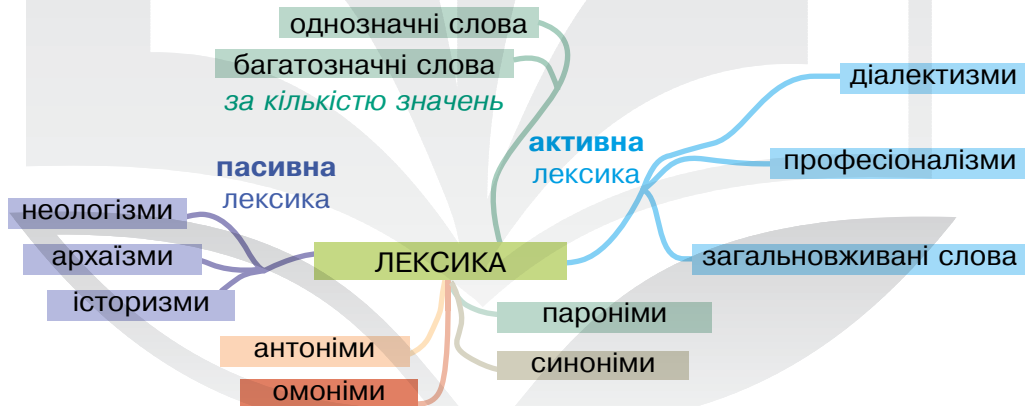 однозначні слова
багатозначні слова
за кількістю значень
діалектизми
активна
лексика
професіоналізми
пасивна
лексика
неологізми
архаїзми
історизми
ЛЕКСИКА
загальновживані слова
пароніми
антоніми
синоніми
омоніми